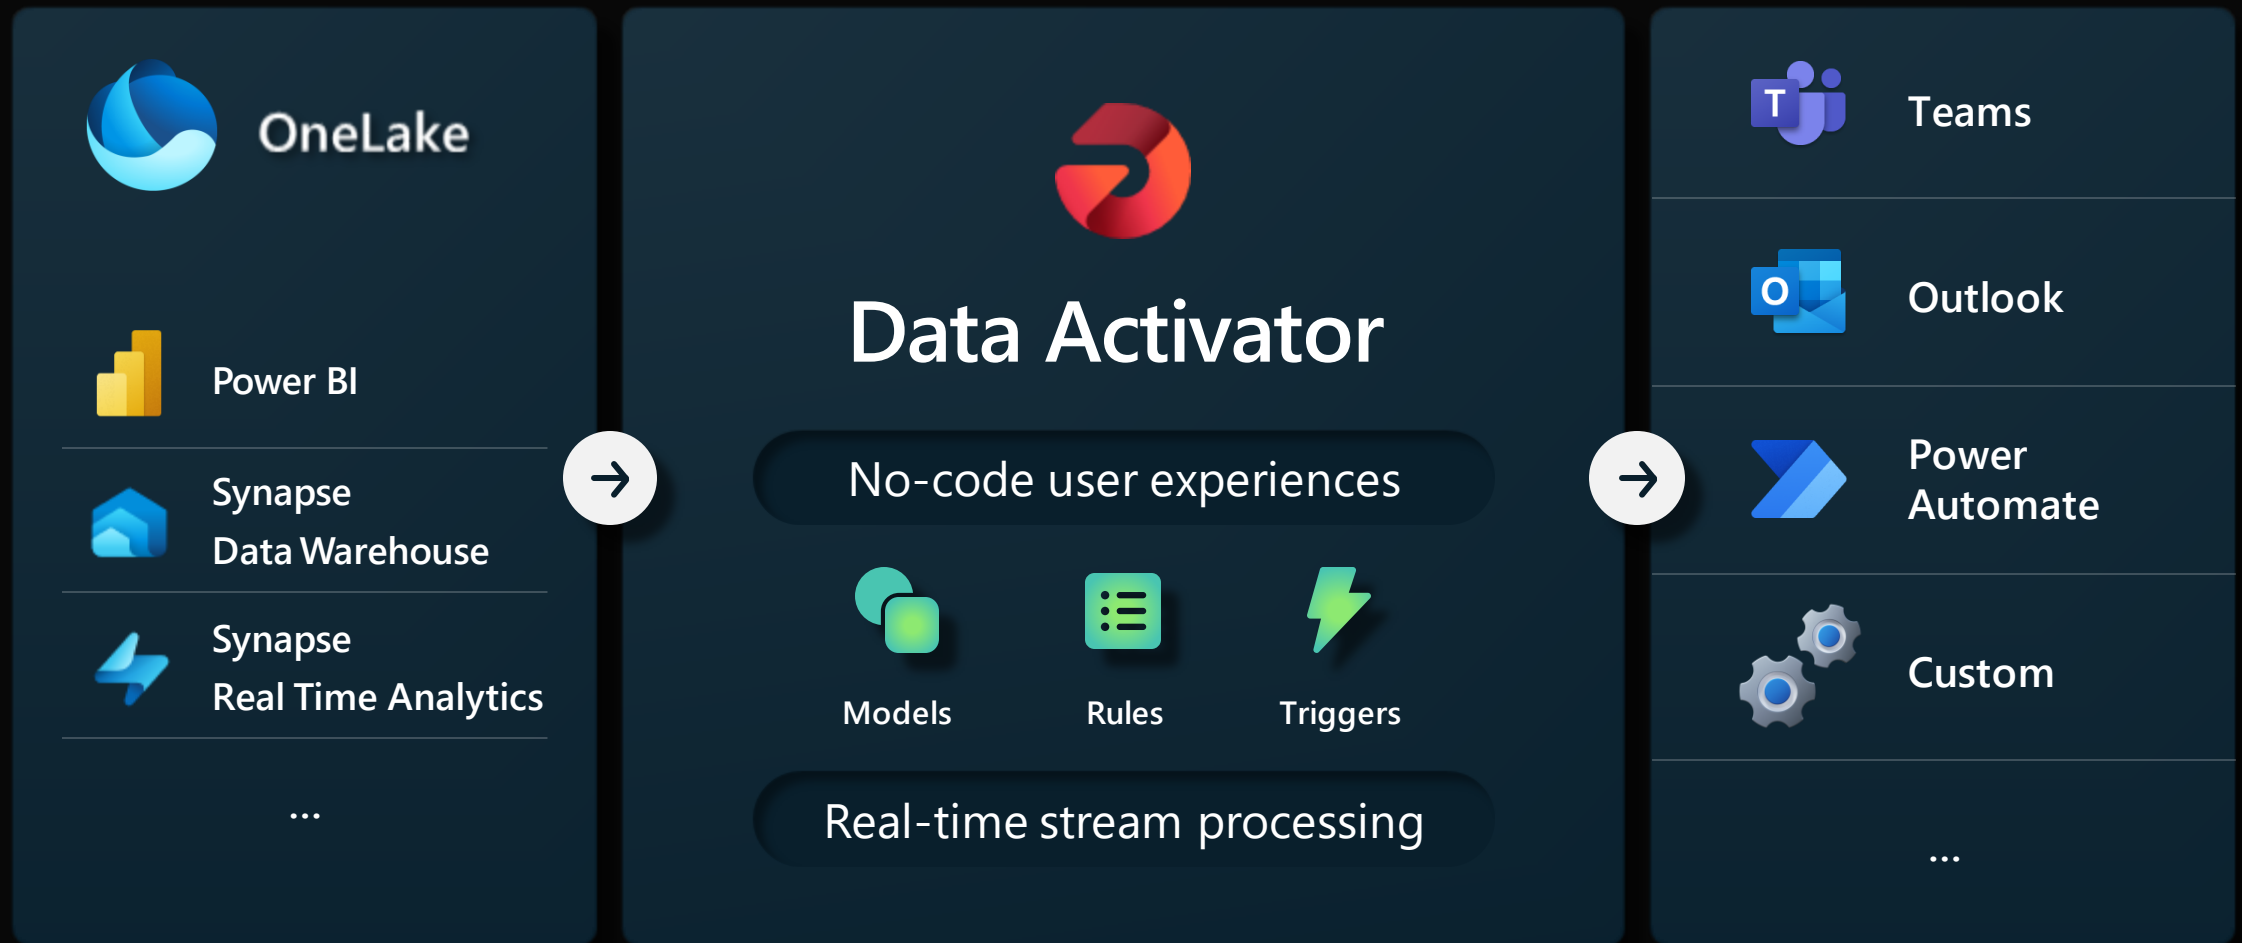 OneLake
Power BI
Synapse
Data Warehouse
Synapse
Real Time Analytics
...
Data Activator
No-code user experiences
Models
Rules
Triggers
Real-time stream processing
T
Teams
O
Outlook
Power
Automate
Custom
...